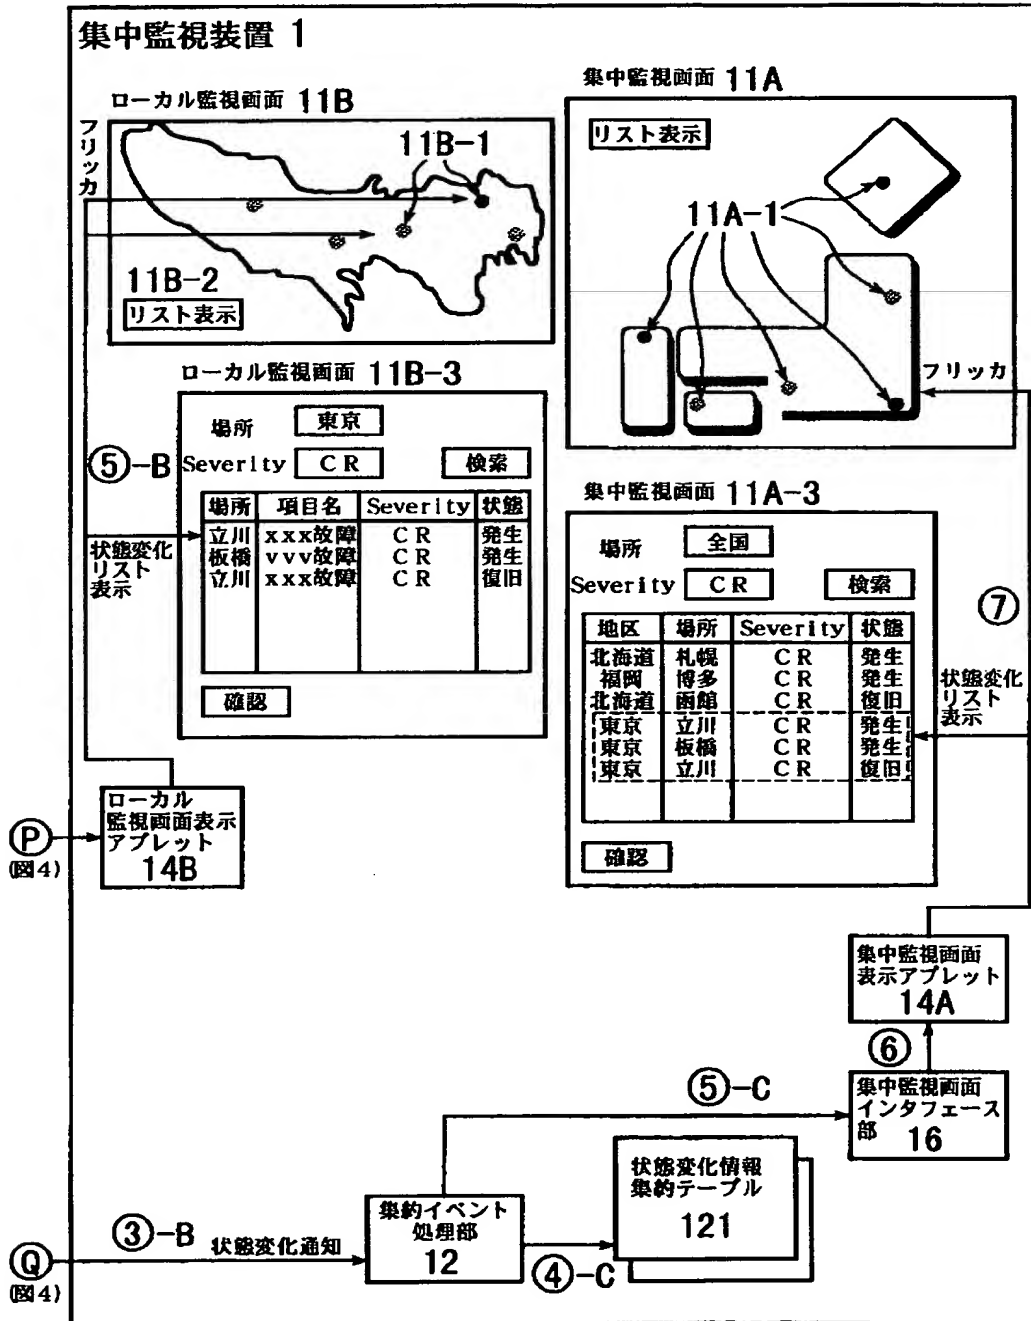 集中監視装置 1
ローカル監視画面 11B
フリッカ
11B-1
11B-2
リスト表示
集中監視画面 11A
リスト表示
11A-1
フリッカ
ローカル監視画面 11B-3
場所 東京
Severity CR 検索
場所 項目名 Severity 状態
立川 xxx故障 CR 発生
板橋 vvv故障 CR 発生
立川 xxx故障 CR 復旧
確認
⑤-B
状態変化
リスト
表示
集中監視画面 11A-3
場所 全国
Severity CR 検索
地区 場所 Severity 状態
北海道 札幌 CR 発生
福岡 博多 CR 発生
北海道 函館 CR 復旧
東京 立川 CR 発生
東京 板橋 CR 発生
東京 立川 CR 復旧
確認
⑦
状態変化
リスト
表示
P
(図4)
ローカル
監視画面表示
アプレット
14B
集中監視画面
表示アプレット
14A
⑥
集中監視画面
インタフェース
部 16
⑤-C
状態変化情報
集約テーブル
121
集約イベント
処理部
12
③-B 状態変化通知
④-C
Q
(図4)